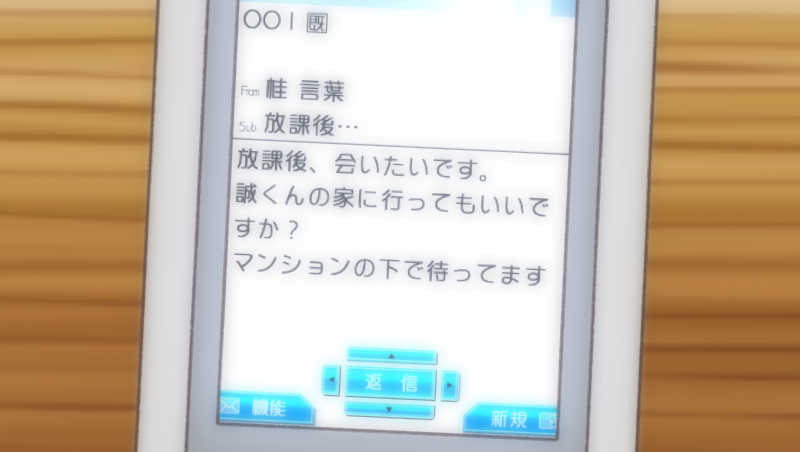 001 既
From 桂 言葉
Sub 放課後…
放課後、会いたいです。
誠くんの家に行ってもいいで
すか？
マンションの下で待ってます
返 信
機能
新規